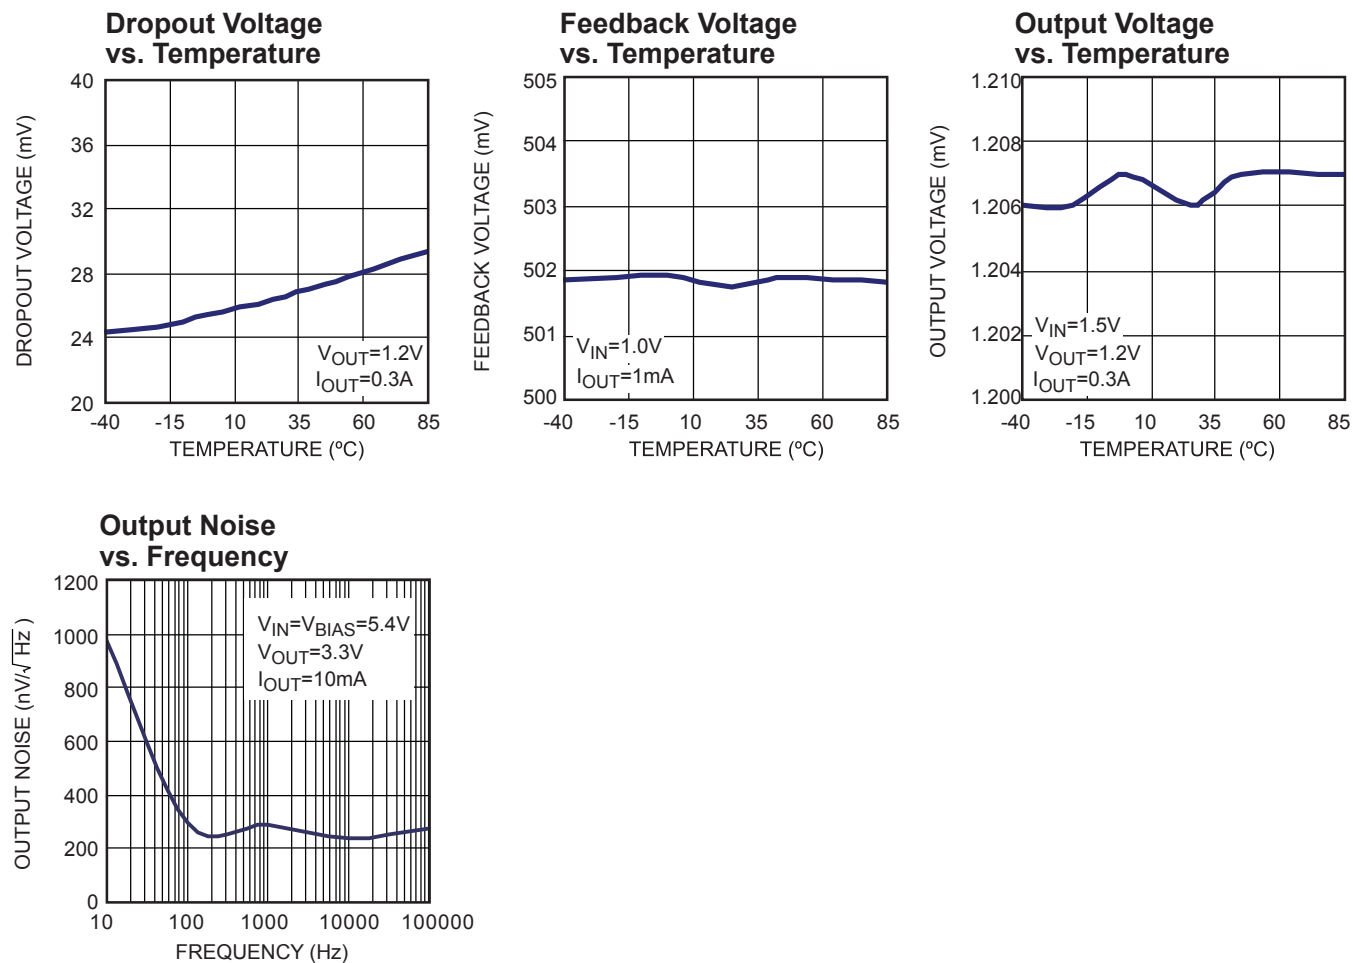 Dropout Voltage
vs. Temperature
DROPOUT VOLTAGE (mV)
40
36
32
28
24
20
VOUT=1.2V
IOUT=0.3A
-40 -15 10 35 60 85
TEMPERATURE (ºC)
Feedback Voltage
vs. Temperature
FEEDBACK VOLTAGE (mV)
505
504
503
502
501
500
VIN=1.0V
IOUT=1mA
-40 -15 10 35 60 85
TEMPERATURE (ºC)
Output Voltage
vs. Temperature
OUTPUT VOLTAGE (mV)
1.210
1.208
1.206
1.204
1.202
1.200
VIN=1.5V
VOUT=1.2V
IOUT=0.3A
-40 -15 10 35 60 85
TEMPERATURE (ºC)
Output Noise
vs. Frequency
OUTPUT NOISE (nV/√Hz)
1200
1000
800
600
400
200
0
VIN=VBIAS=5.4V
VOUT=3.3V
IOUT=10mA
10 100 1000 10000 100000
FREQUENCY (Hz)